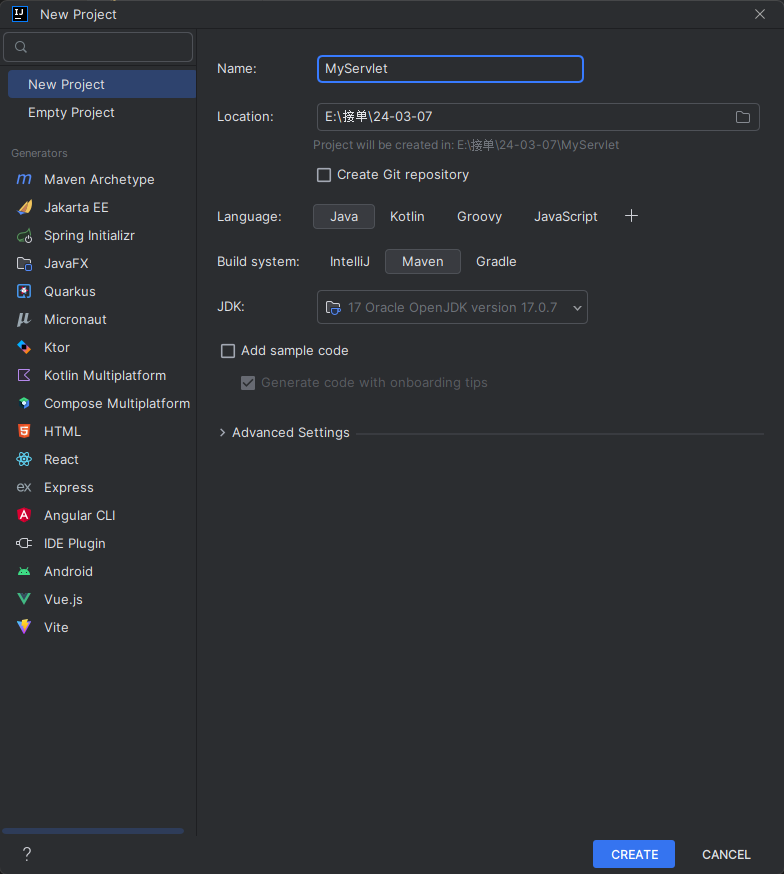 New Project
New Project
Empty Project
Generators
Maven Archetype
Jakarta EE
Spring Initializr
JavaFX
Quarkus
Micronaut
Ktor
Kotlin Multiplatform
Compose Multiplatform
HTML
React
Express
Angular CLI
IDE Plugin
Android
Vue.js
Vite
Name: MyServlet
Location: E:\接单\24-03-07
Project will be created in: E:\接单\24-03-07\MyServlet
Create Git repository
Language: Java Kotlin Groovy JavaScript +
Build system: IntelliJ Maven Gradle
JDK: 17 Oracle OpenJDK version 17.0.7
Add sample code
Generate code with onboarding tips
Advanced Settings
? CREATE CANCEL